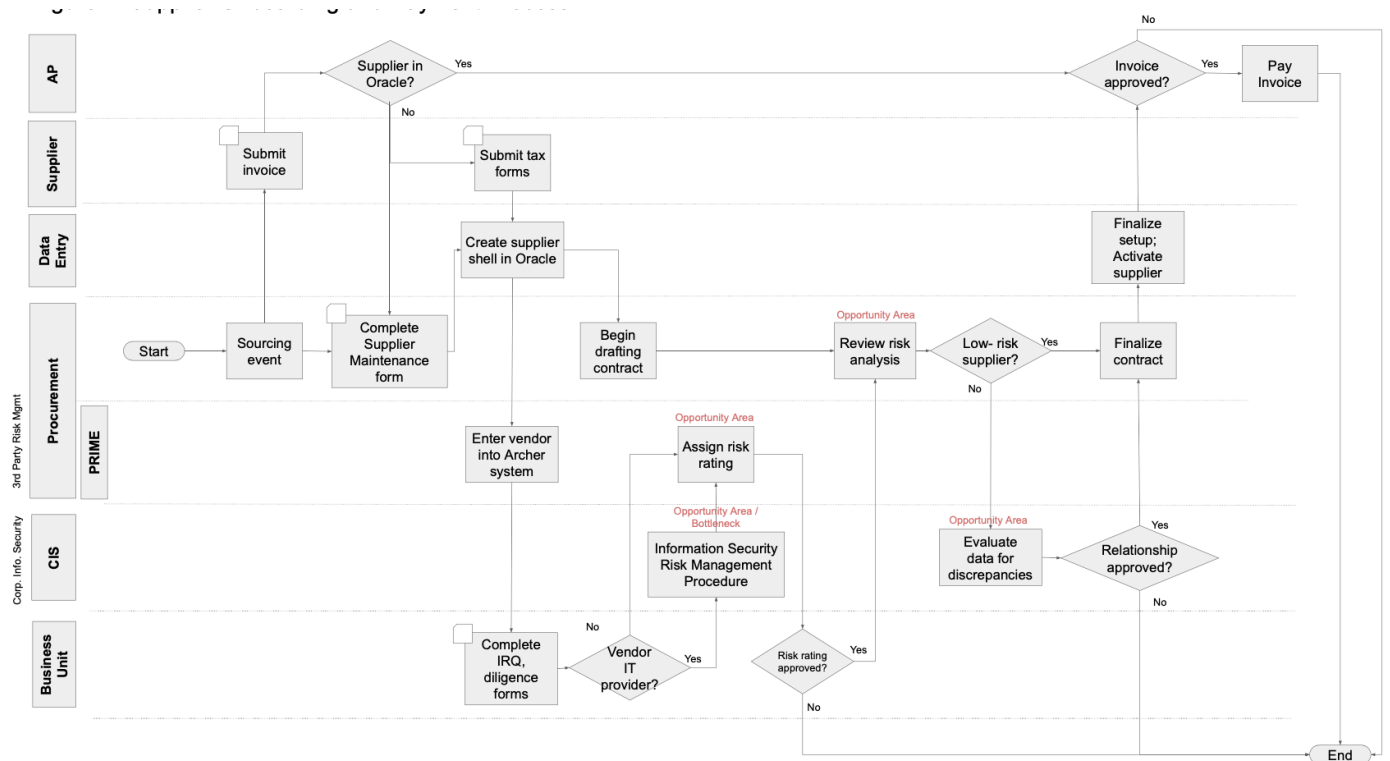 No
AP
Supplier in
Oracle?
Yes
Invoice
approved?
Yes
Pay
Invoice
No
Supplier
Submit
invoice
Submit tax
forms
Data
Entry
Create supplier
shell in Oracle
Finalize
setup;
Activate
supplier
3rd Party Risk Mgmt
Procurement
Start
Sourcing
event
Complete
Supplier
Maintenance
form
Begin
drafting
contract
Opportunity Area
Review risk
analysis
Low- risk
supplier?
Yes
No
Finalize
contract
PRIME
Enter vendor
into Archer
system
Opportunity Area
Assign risk
rating
Corp. Info. Security
CIS
Opportunity Area /
Bottleneck
Information Security
Risk Management
Procedure
Opportunity Area
Evaluate
data for
discrepancies
Relationship
approved?
Yes
No
Business
Unit
Complete
IRQ,
diligence
forms
No
Vendor
IT
provider?
Yes
Risk rating
approved?
Yes
No
End